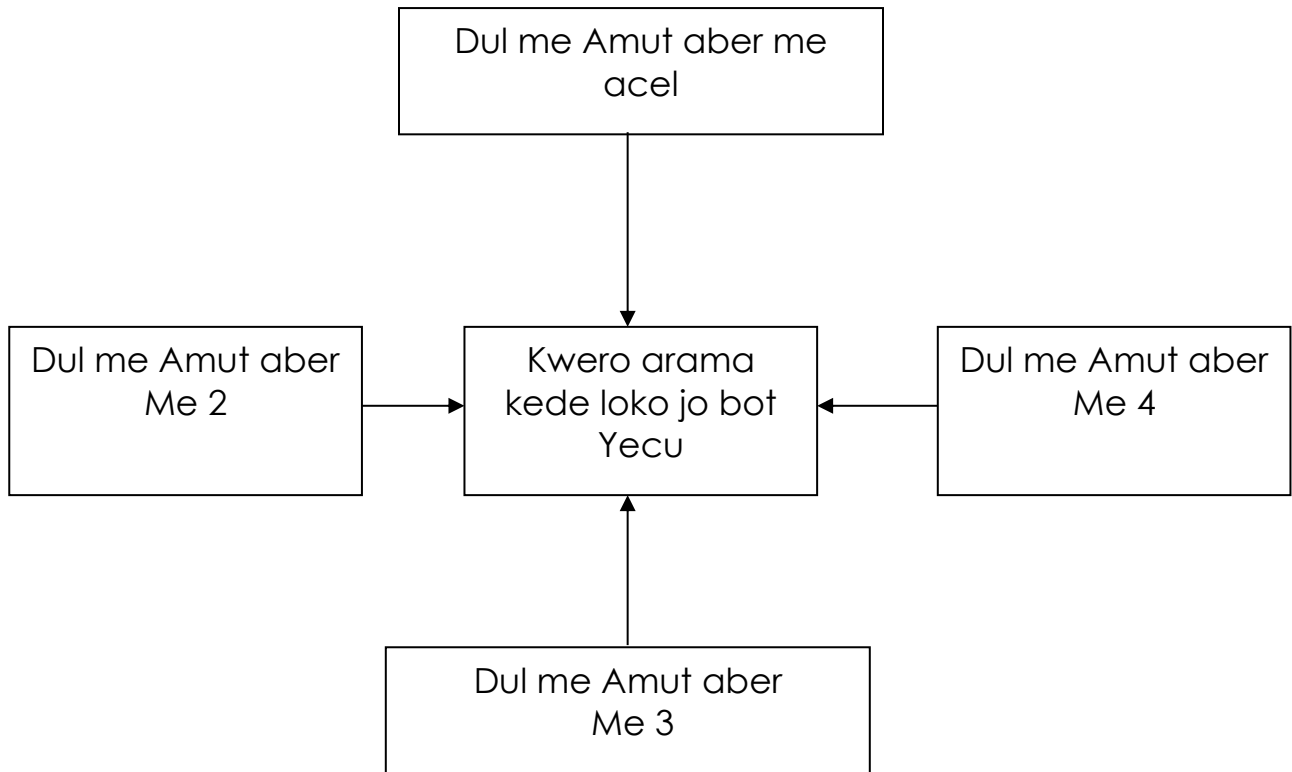 Dul me Amut aber me
acel
Dul me Amut aber
Me 2
Kwero arama
kede loko jo bot
Yecu
Dul me Amut aber
Me 4
Dul me Amut aber
Me 3